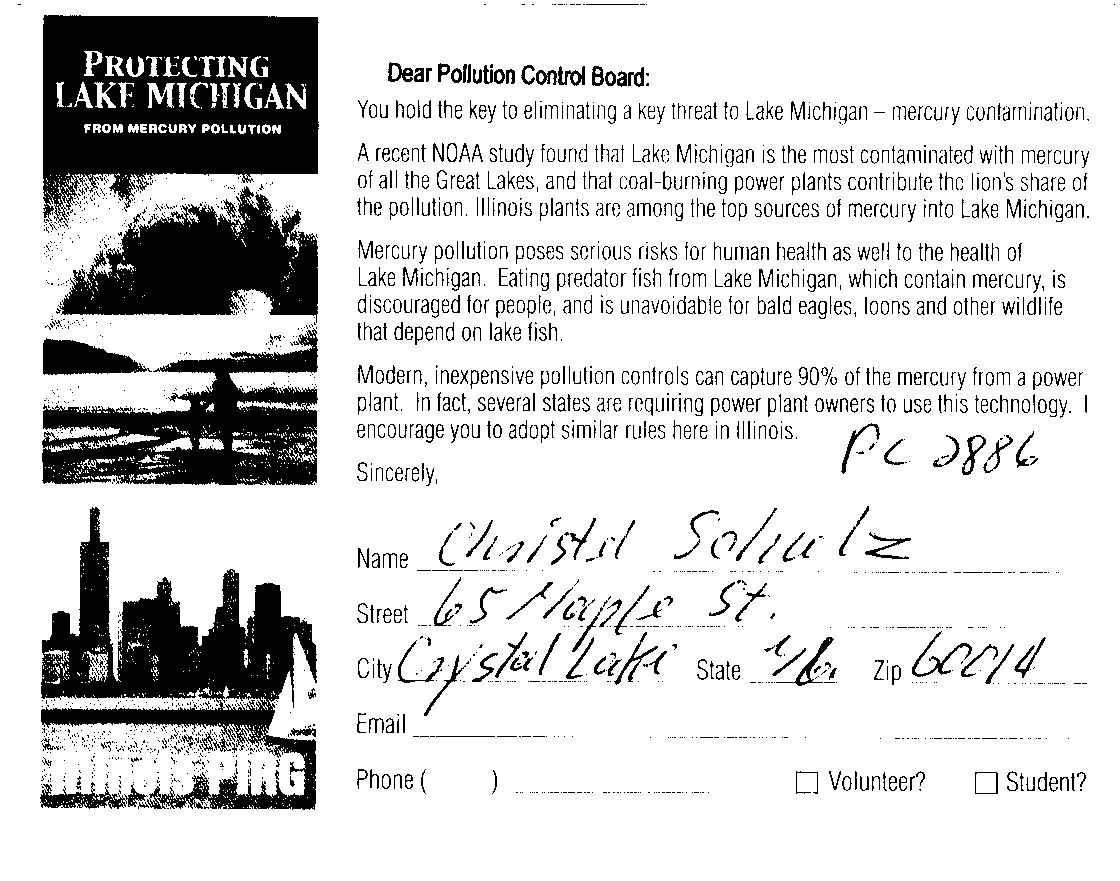 PROTECTING
LAKE MICHIGAN
FROM MERCURY POLLUTION
Illinois PIRG
Dear Pollution Control Board:
You hold the key to eliminating a key threat to Lake Michigan – mercury contamination.
A recent NOAA study found that Lake Michigan is the most contaminated with mercury
of all the Great Lakes, and that coal-burning power plants contribute the lion's share of
the pollution. Illinois plants are among the top sources of mercury into Lake Michigan.
Mercury pollution poses serious risks for human health as well to the health of
Lake Michigan. Eating predator fish from Lake Michigan, which contain mercury, is
discouraged for people, and is unavoidable for bald eagles, loons and other wildlife
that depend on lake fish.
Modern, inexpensive pollution controls can capture 90% of the mercury from a power
plant. In fact, several states are requiring power plant owners to use this technology. I
encourage you to adopt similar rules here in Illinois.
PC 2886
Sincerely,
Name Christel Schulz
Street 65 Maple St.
City Crystal Lake State Zip 60014
Email
Phone ( )
Volunteer? Student?